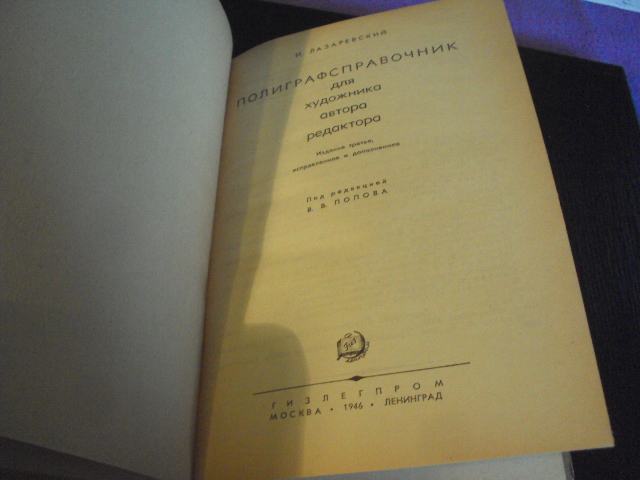 И. ЛАЗАРЕВСКИЙ
ПОЛИГРАФСПРАВОЧНИК
для
художника
автора
редактора
Издание третье,
исправленное и дополненное
Под редакцией
В. В. ПОПОВА
ГИЗЛЕГПРОМ
МОСКВА • 1946 • ЛЕНИНГРАД